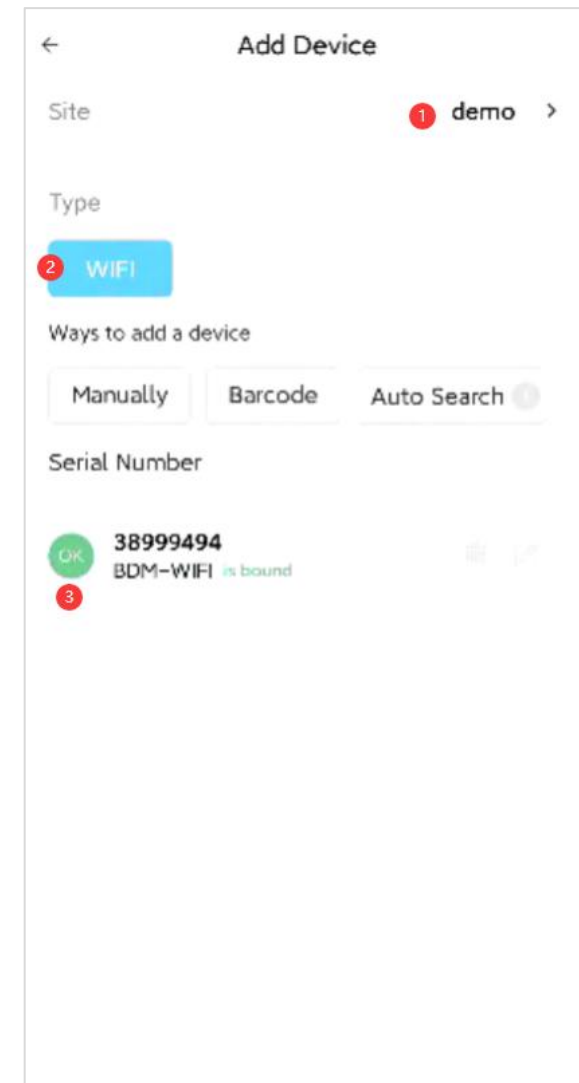 ← Add Device
Site 1 demo >
Type
2 WIFI
Ways to add a device
Manually Barcode Auto Search
Serial Number
OK 38999494
BDM-WIFI is bound
3